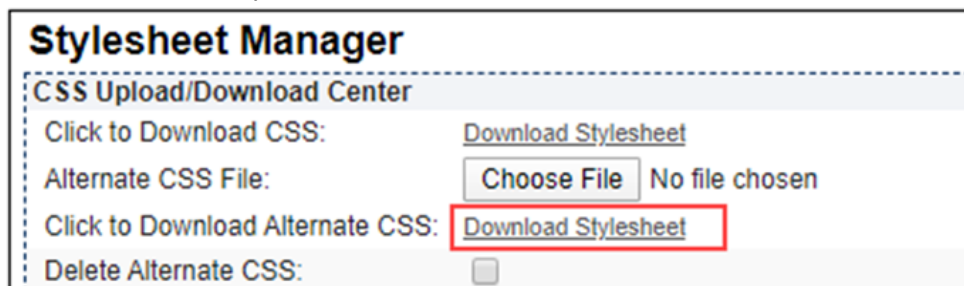 Stylesheet Manager
CSS Upload/Download Center
Click to Download CSS: Download Stylesheet
Alternate CSS File: Choose File No file chosen
Click to Download Alternate CSS: Download Stylesheet
Delete Alternate CSS: